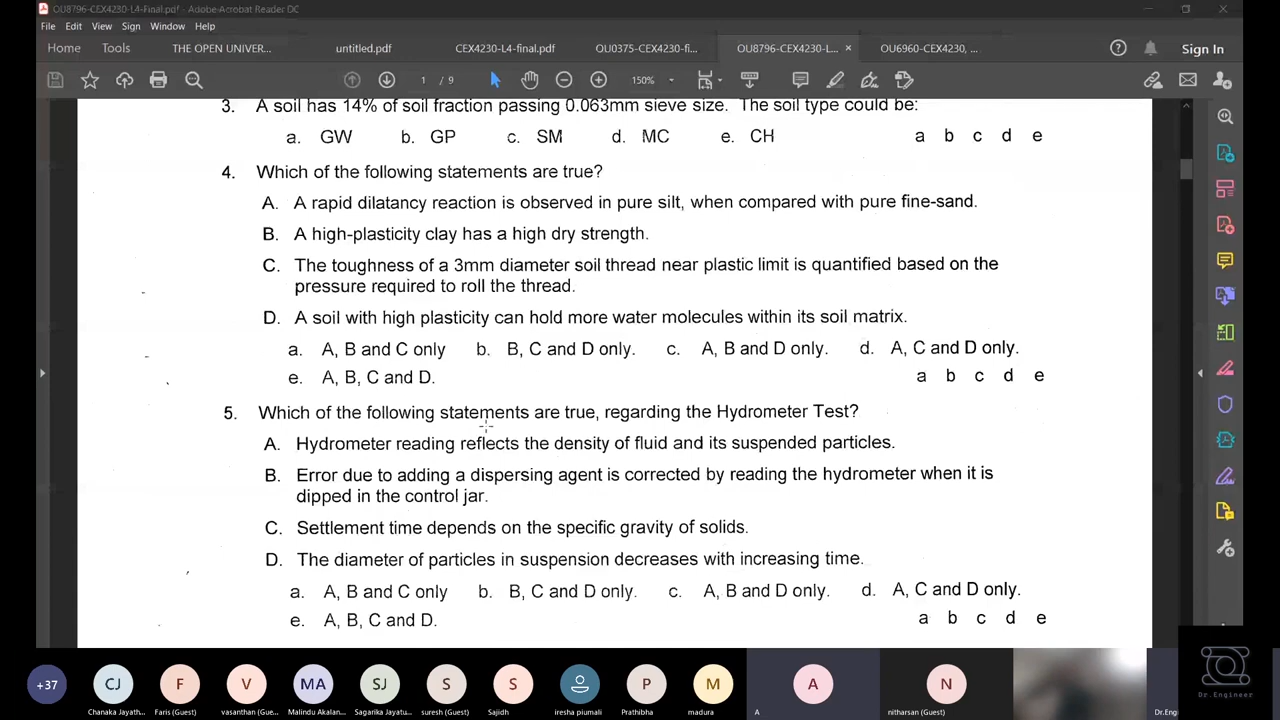 OU8796-CEX4230-L4-Final.pdf - Adobe Acrobat Reader DC
File Edit View Sign Window Help
Home Tools THE OPEN UNIVER... untitled.pdf CEX4230-L4-final.pdf OU0375-CEX4230-fi... OU8796-CEX4230-L... × OU6960-CEX4230, ... Sign In
1 / 9 150%
3. A soil has 14% of soil fraction passing 0.063mm sieve size. The soil type could be:
a. GW b. GP c. SM d. MC e. CH a b c d e
4. Which of the following statements are true?
A. A rapid dilatancy reaction is observed in pure silt, when compared with pure fine-sand.
B. A high-plasticity clay has a high dry strength.
C. The toughness of a 3mm diameter soil thread near plastic limit is quantified based on the
pressure required to roll the thread.
D. A soil with high plasticity can hold more water molecules within its soil matrix.
a. A, B and C only b. B, C and D only. c. A, B and D only. d. A, C and D only.
e. A, B, C and D. a b c d e
5. Which of the following statements are true, regarding the Hydrometer Test?
A. Hydrometer reading reflects the density of fluid and its suspended particles.
B. Error due to adding a dispersing agent is corrected by reading the hydrometer when it is
dipped in the control jar.
C. Settlement time depends on the specific gravity of solids.
D. The diameter of particles in suspension decreases with increasing time.
a. A, B and C only b. B, C and D only. c. A, B and D only. d. A, C and D only.
e. A, B, C and D. a b c d e
+37 CJ F V MA SJ S S P M A N
Chanaka Jayath... Faris (Guest) vasanthan (Gue... Malindu Akalan... Sagarika Jayatu... suresh (Guest) Sajidh iresha piumali Prathibha madura A nitharsan (Guest) Dr.Eng
Dr.Engineer